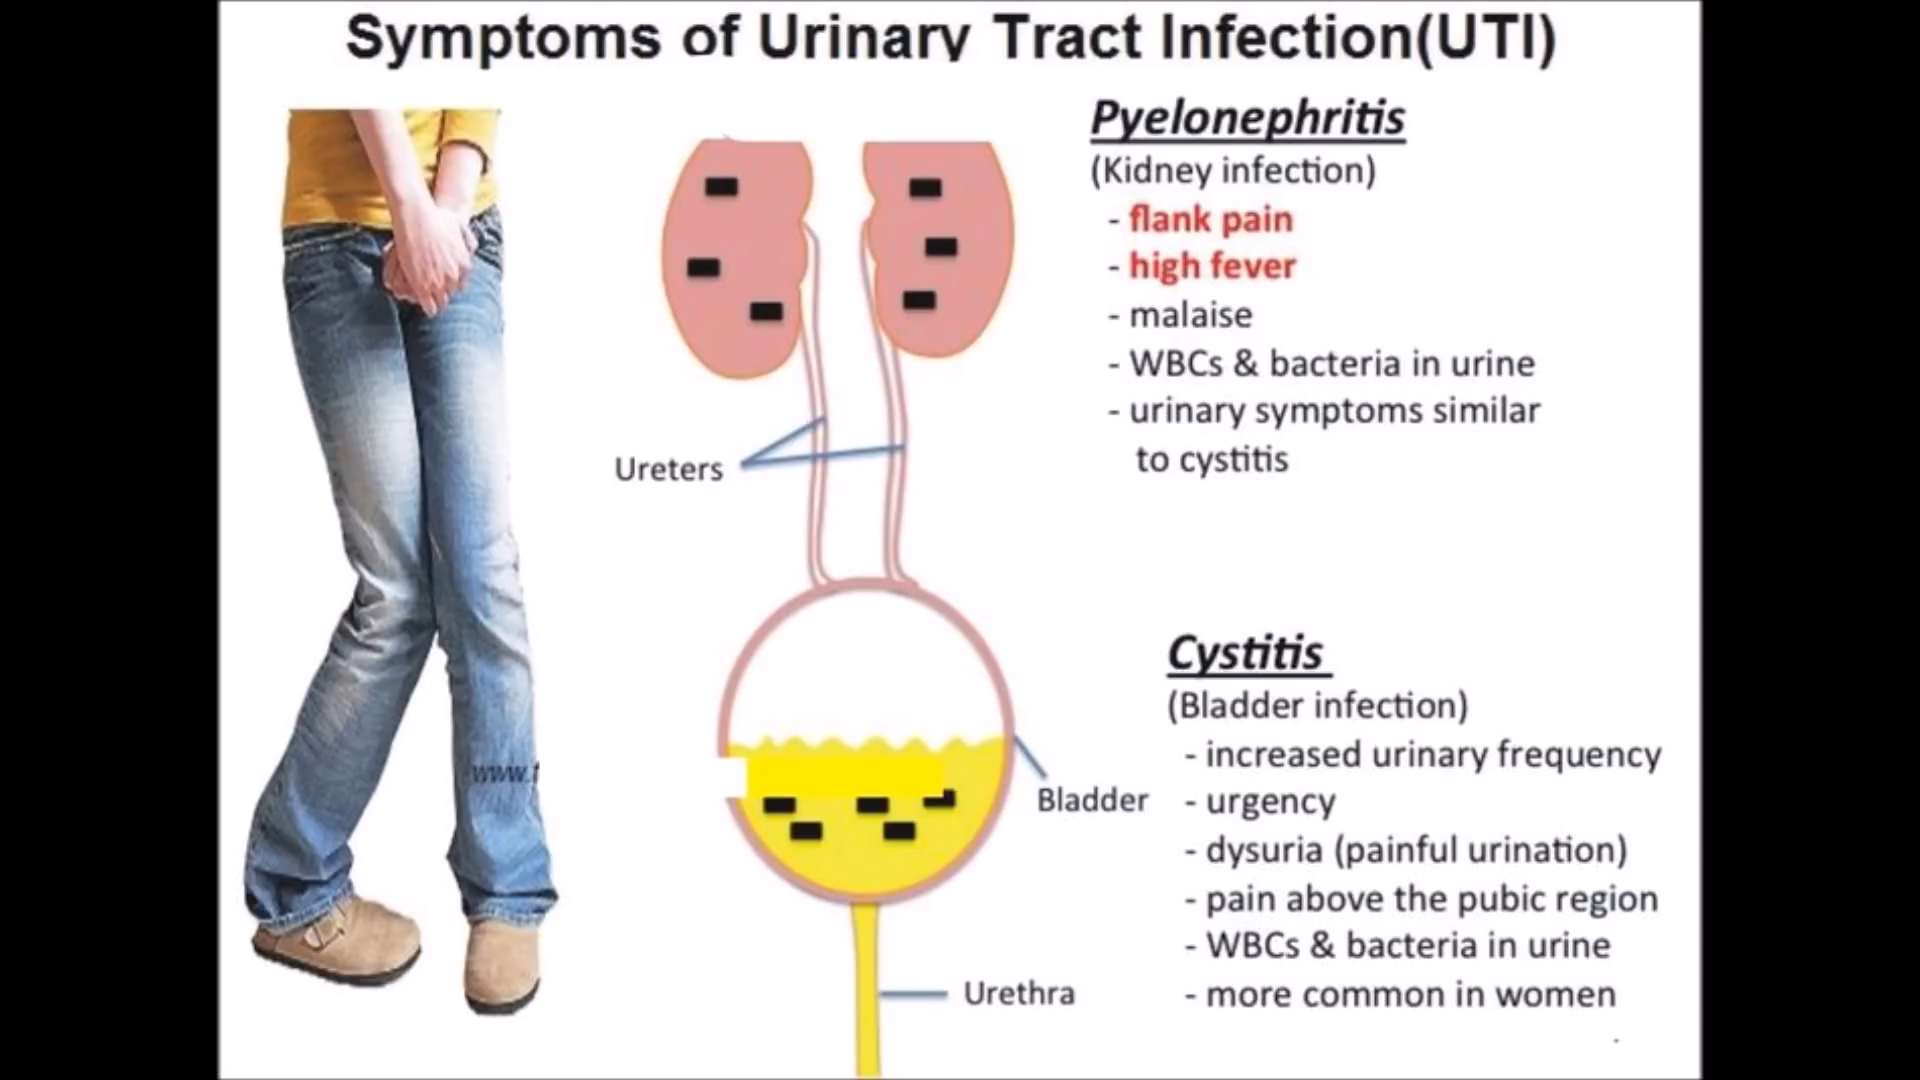 Symptoms of Urinary Tract Infection(UTI)
Pyelonephritis
(Kidney infection)
- flank pain
- high fever
- malaise
- WBCs & bacteria in urine
- urinary symptoms similar
to cystitis
Ureters
Cystitis
(Bladder infection)
- increased urinary frequency
- urgency
- dysuria (painful urination)
- pain above the pubic region
- WBCs & bacteria in urine
- more common in women
www.
Bladder
Urethra